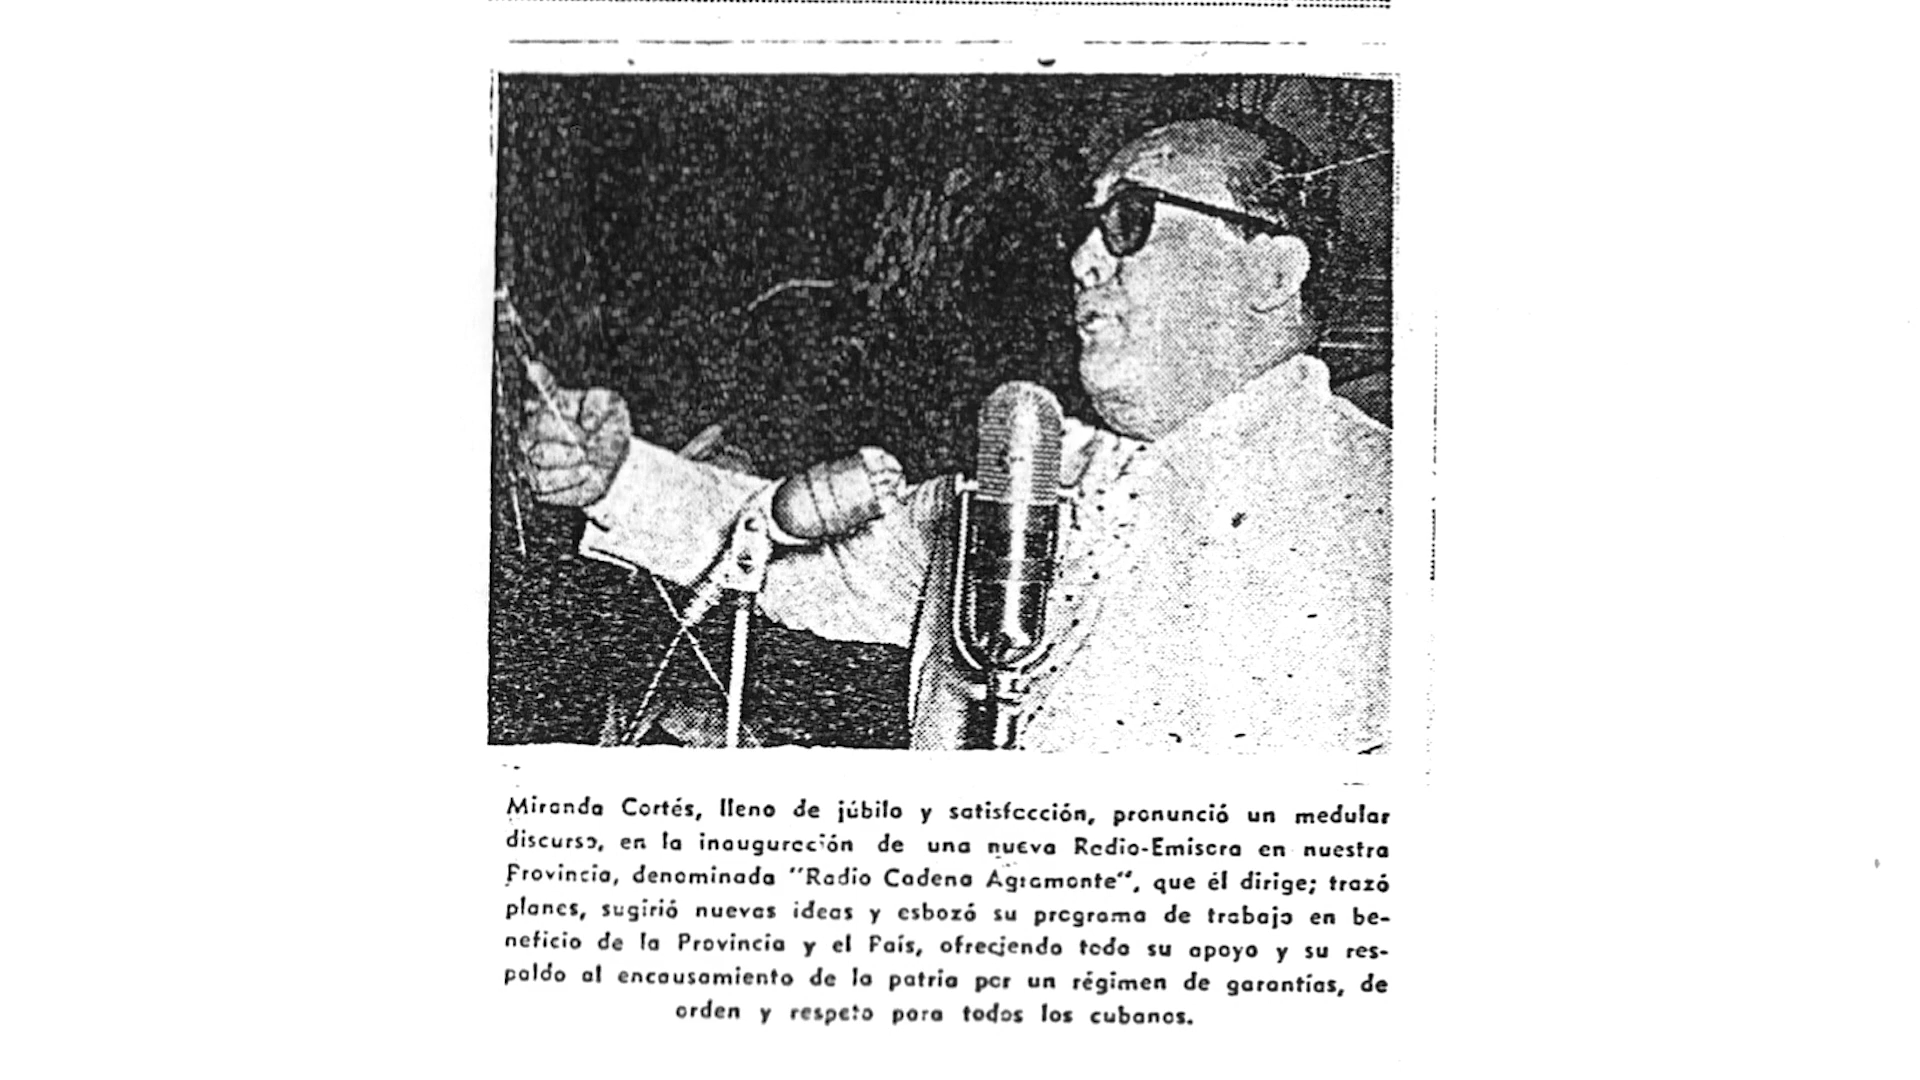 Miranda Cortés, lleno de júbilo y satisfacción, pronunció un medular
discurso, en la inauguración de una nueva Radio-Emisora en nuestra
Provincia, denominada "Radio Cadena Agramonte", que él dirige; trazó
planes, sugirió nuevas ideas y esbozó su programa de trabajo en be-
neficio de la Provincia y el País, ofreciendo todo su apoyo y su res-
paldo al encausamiento de la patria por un régimen de garantías, de
orden y respeto para todos los cubanos.